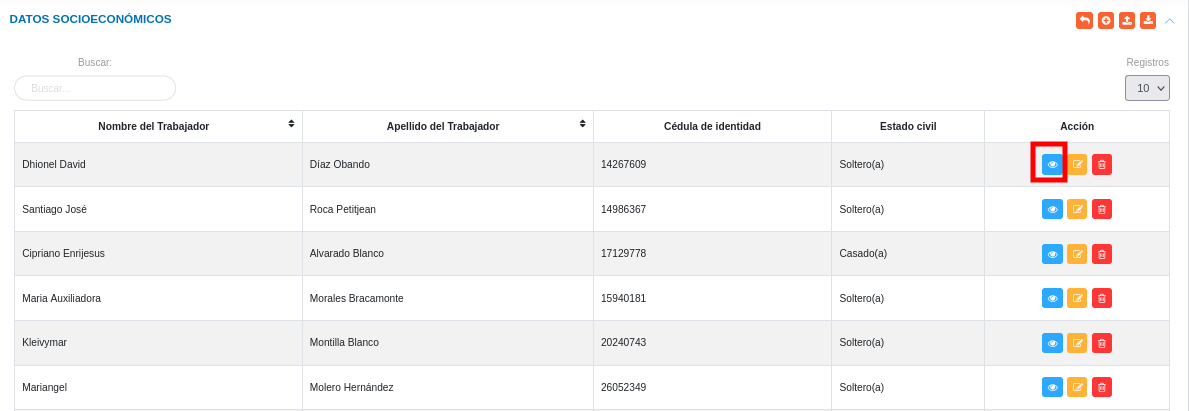 DATOS SOCIOECONÓMICOS
Buscar:
Registros
Buscar...
10
Nombre del Trabajador Apellido del Trabajador Cédula de identidad Estado civil Acción
Dhionel David Díaz Obando 14267609 Soltero(a)
Santiago José Roca Petitjean 14986367 Soltero(a)
Cipriano Enrijesus Alvarado Blanco 17129778 Casado(a)
Maria Auxiliadora Morales Bracamonte 15940181 Soltero(a)
Kleivymar Montilla Blanco 20240743 Soltero(a)
Mariangel Molero Hernández 26052349 Soltero(a)